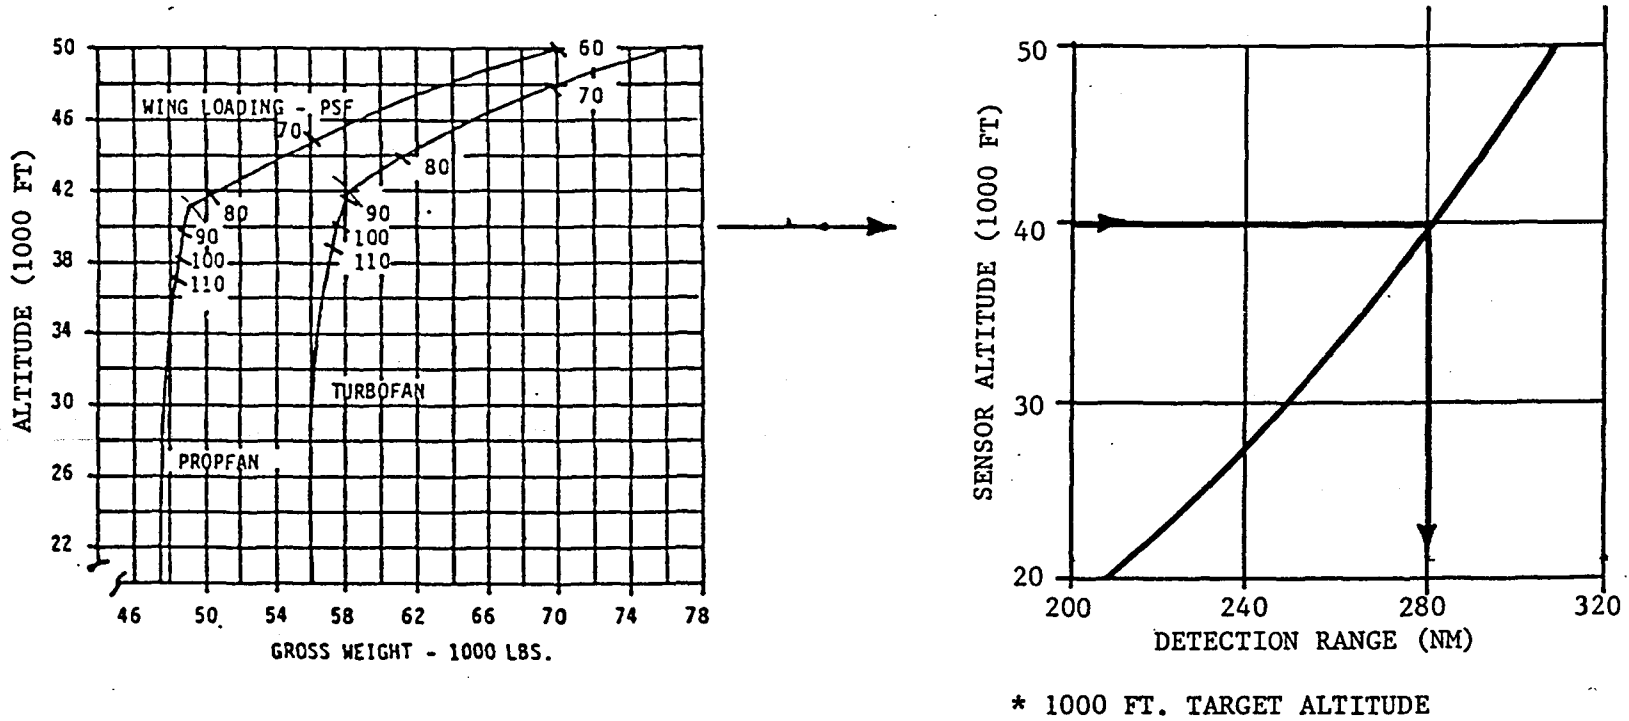 50
46
42
38
34
30
26
22
ALTITUDE (1000 FT)
WING LOADING - PSF
60
70
70
80
80
90
90
100
100
110
110
TURBOFAN
PROPFAN
46 50 54 58 62 66 70 74 78
GROSS WEIGHT - 1000 LBS.
50
40
30
20
SENSOR ALTITUDE (1000 FT)
200 240 280 320
DETECTION RANGE (NM)
* 1000 FT. TARGET ALTITUDE